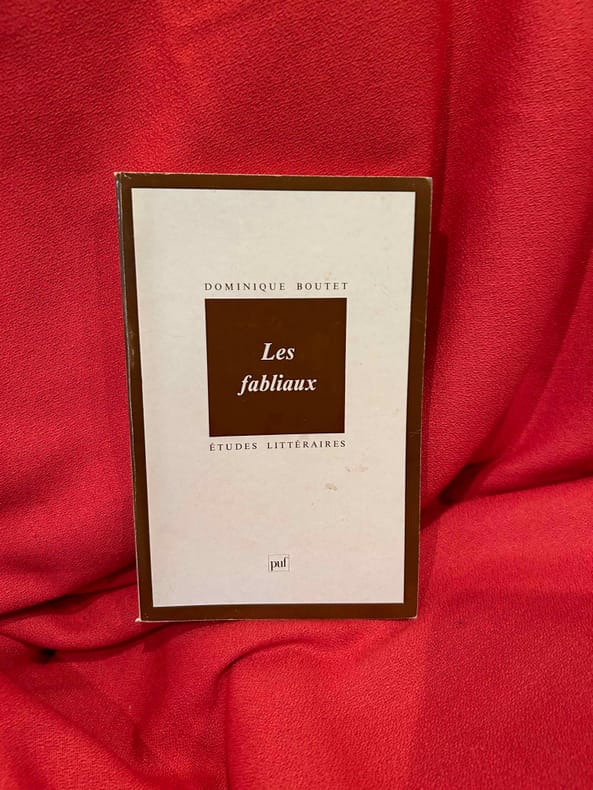 DOMINIQUE BOUTET
Les
fabliaux
ÉTUDES LITTÉRAIRES
puf